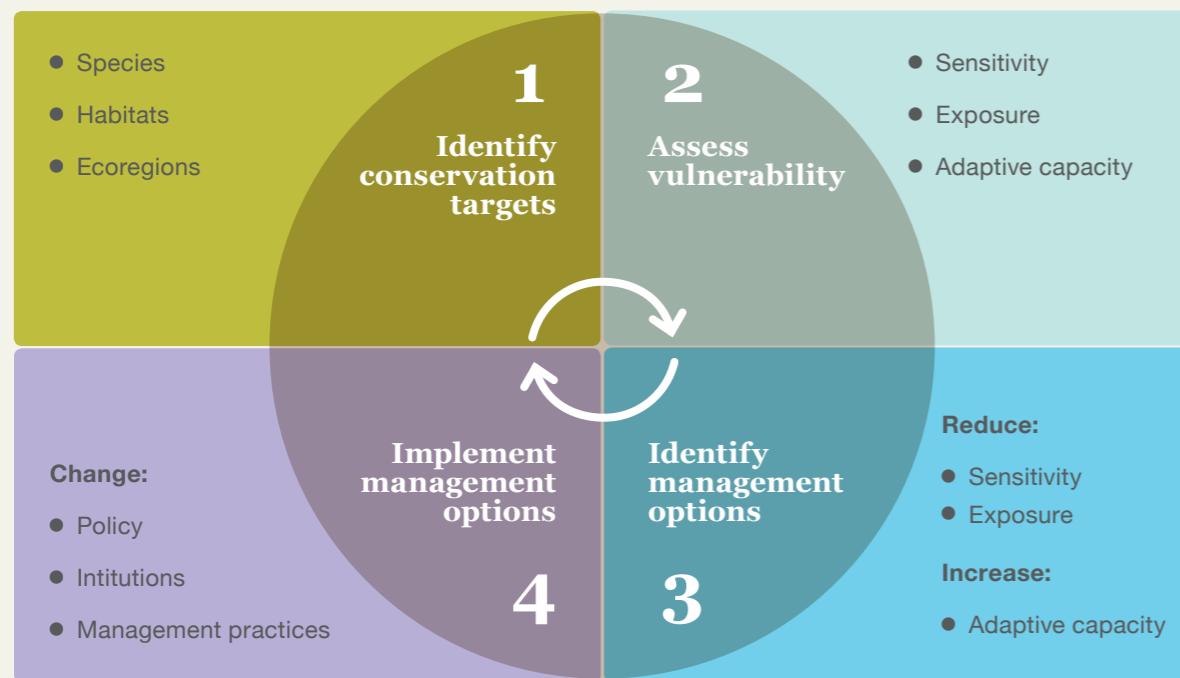 Species
Habitats
Ecoregions
1
Identify
conservation
targets
2
Assess
vulnerability
Sensitivity
Exposure
Adaptive capacity
Reduce:
Sensitivity
Exposure
Increase:
Adaptive capacity
Identify
management
options
3
Implement
management
options
4
Change:
Policy
Intitutions
Management practices